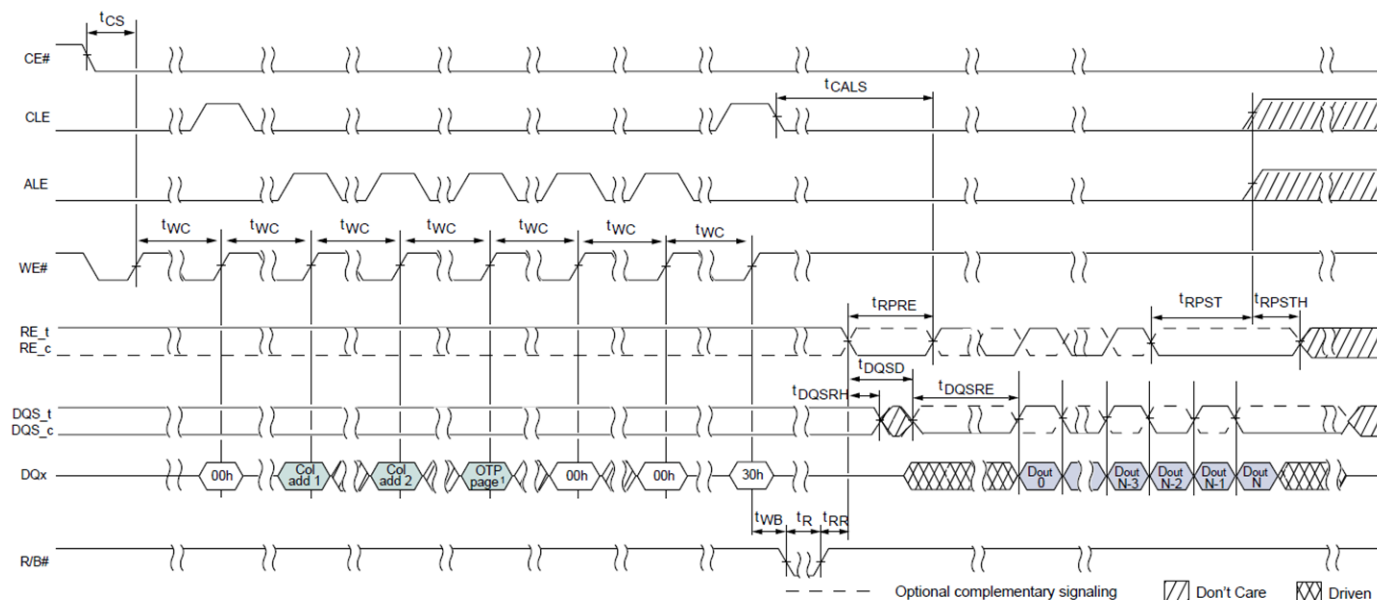 tCS
CE#
tCALS
CLE
ALE
tWC tWC tWC tWC tWC tWC tWC
WE#
tRPRE tRPST tRPSTH
RE_t
RE_c
tDQSD
tDQSRH tDQSRE
DQS_t
DQS_c
DQx 00h Col add 1 Col add 2 OTP page1 00h 00h 30h Dout 0 Dout N-3 Dout N-2 Dout N-1 Dout N
tWB tR tRR
R/B#
Optional complementary signaling Don't Care Driven